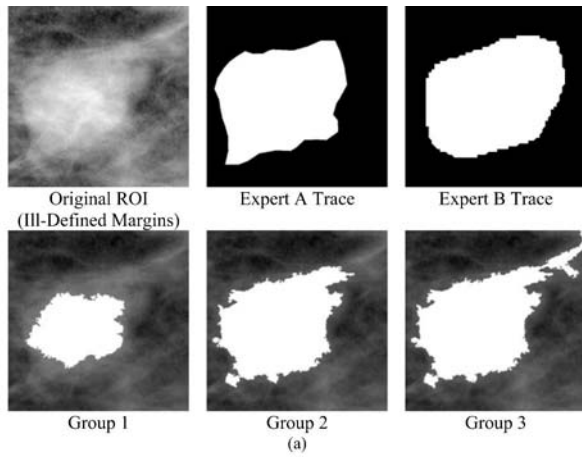 Original ROI
(Ill-Defined Margins)
Expert A Trace
Expert B Trace
Group 1
Group 2
Group 3
(a)